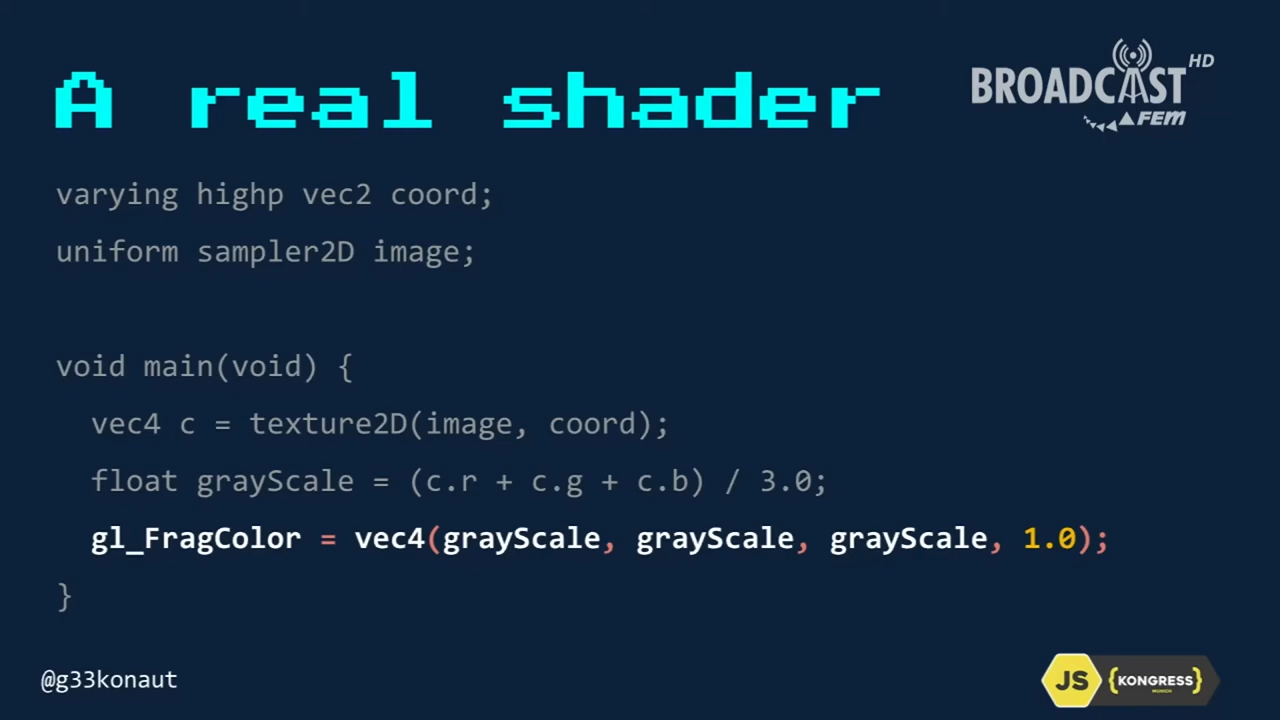 A real shader
BROADCAST HD
FEM
varying highp vec2 coord;
uniform sampler2D image;
void main(void) {
vec4 c = texture2D(image, coord);
float grayScale = (c.r + c.g + c.b) / 3.0;
gl_FragColor = vec4(grayScale, grayScale, grayScale, 1.0);
}
@g33konaut
JS {KONGRESS}
MUNICH